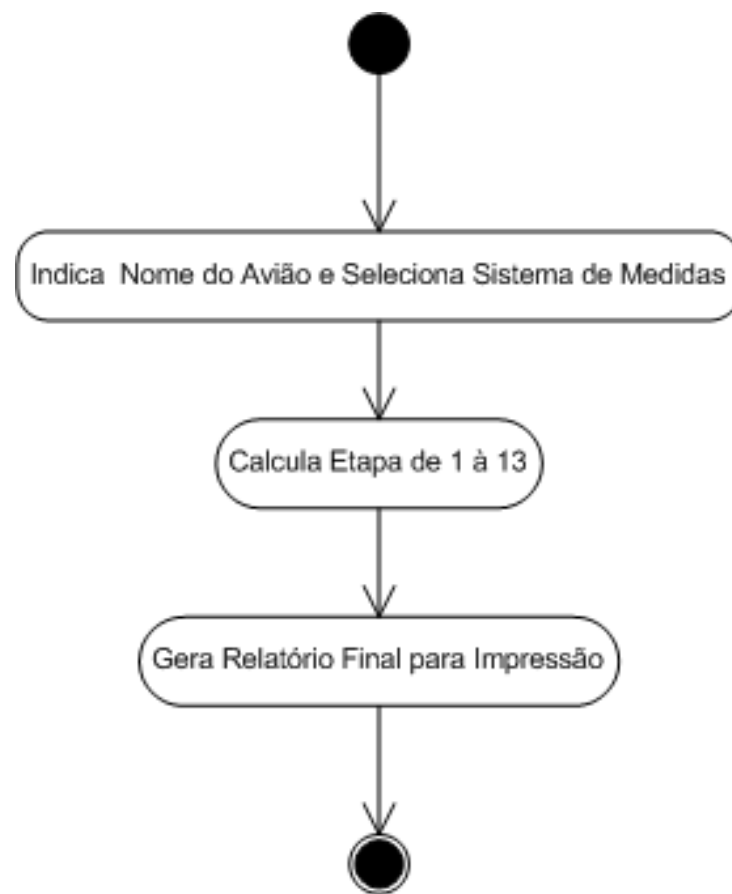 Indica  Nome do Avião e Seleciona Sistema de Medidas
Calcula Etapa de 1 à 13
Gera Relatório Final para Impressão